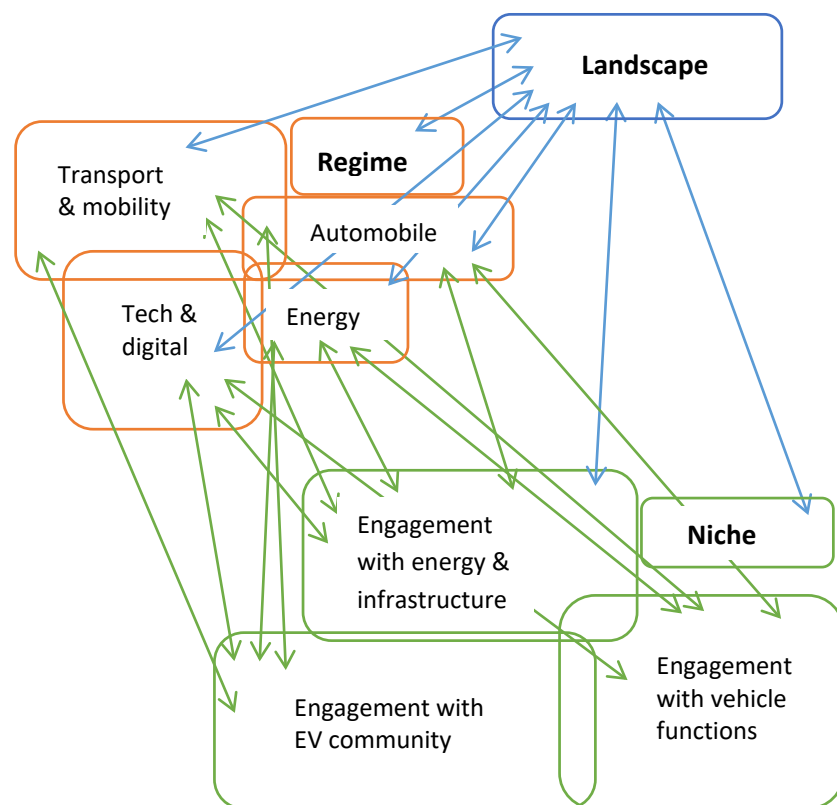 Landscape
Regime
Transport
& mobility
Automobile
Tech &
digital
Energy
Engagement
with energy &
infrastructure
Niche
Engagement
with vehicle
functions
Engagement with
EV community